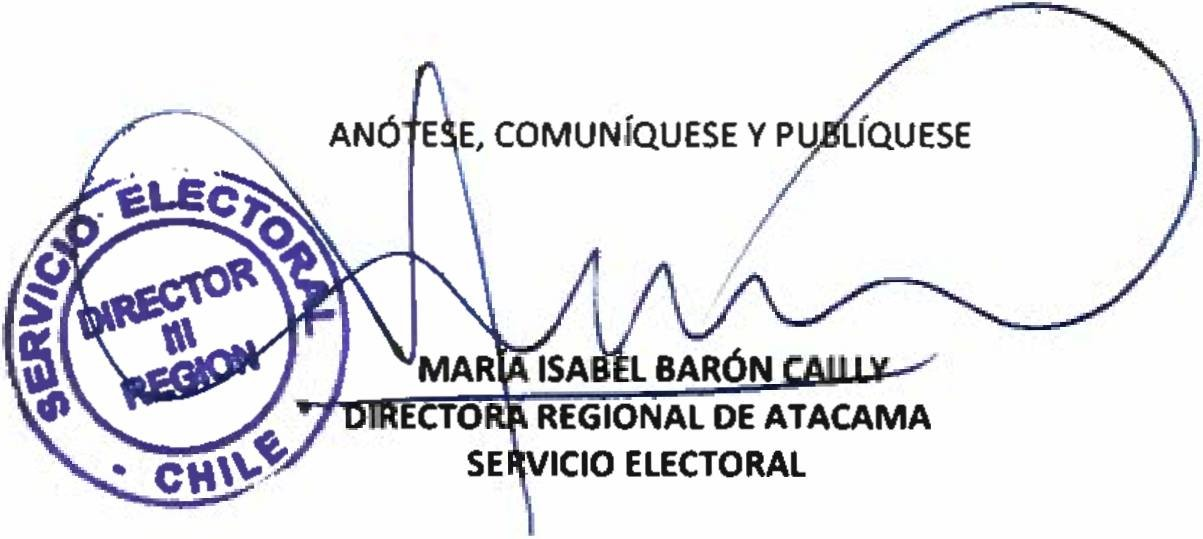 ANÓTESE, COMUNÍQUESE Y PUBLÍQUESE
SERVICIO ELECTORAL
DIRECTOR
III
REGION
· CHILE ·
MARÍA ISABEL BARÓN CAILLY
DIRECTORA REGIONAL DE ATACAMA
SERVICIO ELECTORAL